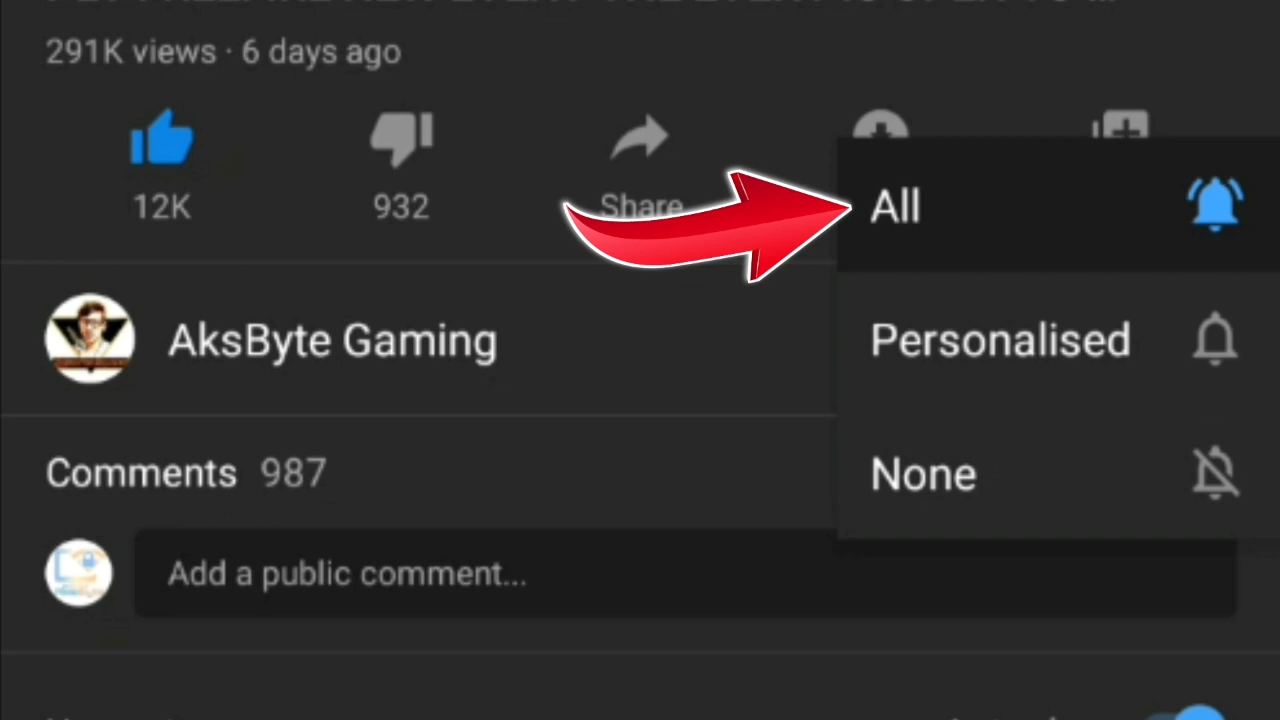 291K views · 6 days ago
12K
932
Share
All
AksByte Gaming
Personalised
Comments 987
None
Add a public comment...